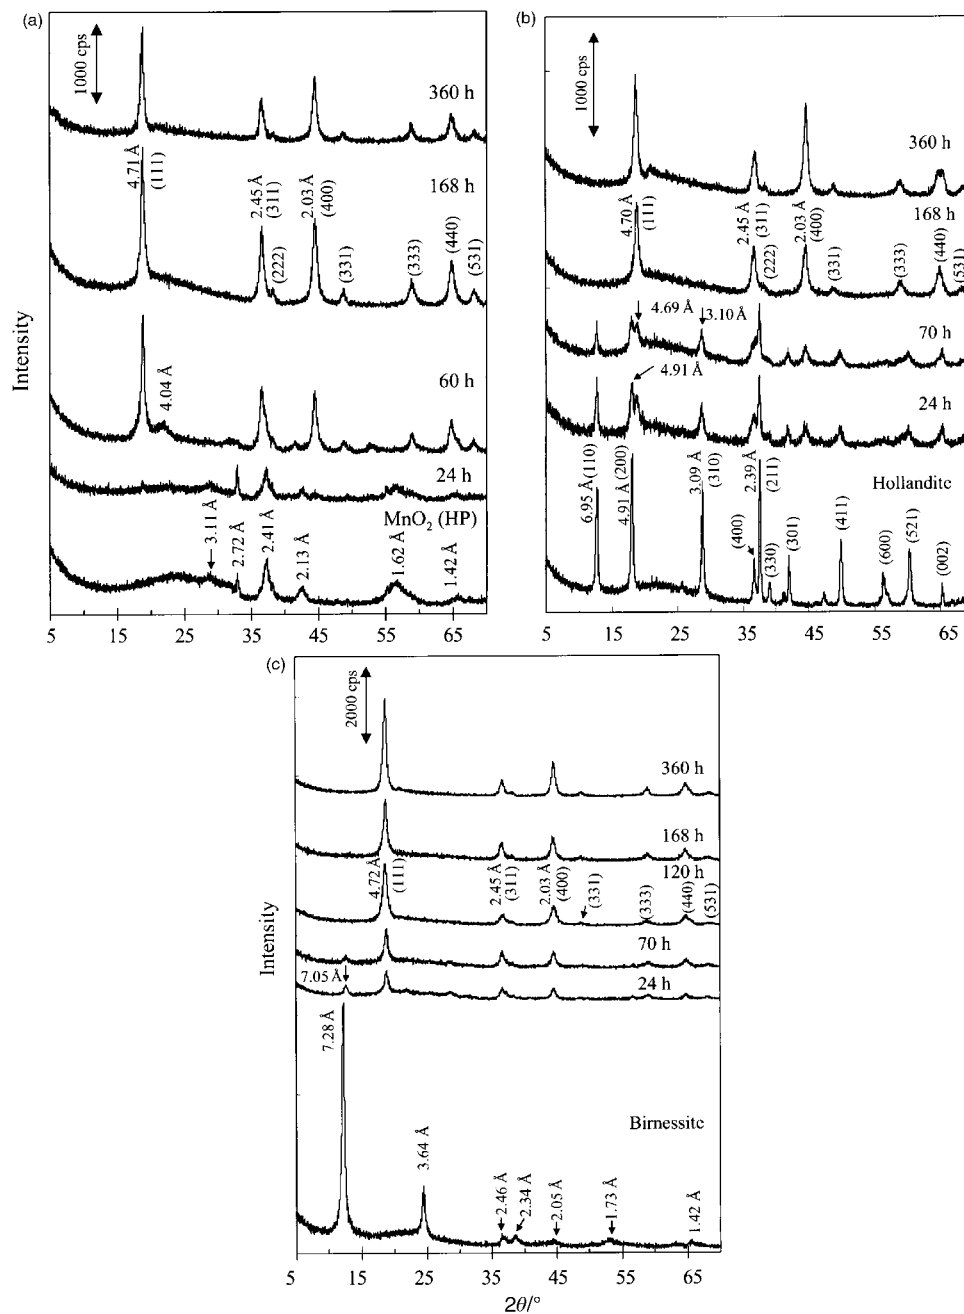 (a)
1000 cps
360 h
4.71 Å
(111)
168 h
2.45 Å
(311)
(222)
2.03 Å
(400)
(331)
(333)
(440)
(531)
60 h
4.04 Å
24 h
MnO2 (HP)
3.11 Å
2.72 Å
2.41 Å
2.13 Å
1.62 Å
1.42 Å
Intensity
5 15 25 35 45 55 65
(b)
1000 cps
360 h
168 h
4.70 Å
(111)
2.45 Å
(311)
(222)
2.03 Å
(400)
(331)
(333)
(440)
(531)
70 h
4.69 Å
3.10 Å
24 h
4.91 Å
Hollandite
6.95 Å (110)
4.91 Å (200)
3.09 Å
(310)
2.39 Å
(211)
(400)
(330)
(301)
(411)
(600)
(521)
(002)
5 15 25 35 45 55 65
(c)
2000 cps
360 h
168 h
120 h
4.72 Å
(111)
2.45 Å
(311)
2.03 Å
(400)
(331)
(333)
(440)
(531)
70 h
24 h
7.05 Å
Intensity
7.28 Å
3.64 Å
Birnessite
2.46 Å
2.34 Å
2.05 Å
1.73 Å
1.42 Å
5 15 25 35 45 55 65
2θ/°